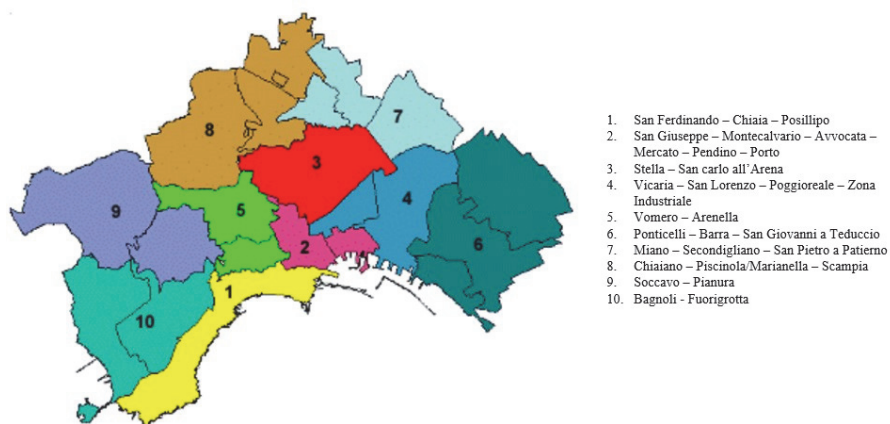 8
7
3
9
5
4
2
6
1
10
1. San Ferdinando – Chiaia – Posillipo
2. San Giuseppe – Montecalvario – Avvocata –
Mercato – Pendino – Porto
3. Stella – San carlo all’Arena
4. Vicaria – San Lorenzo – Poggioreale – Zona
Industriale
5. Vomero – Arenella
6. Ponticelli – Barra – San Giovanni a Teduccio
7. Miano – Secondigliano – San Pietro a Patierno
8. Chiaiano – Piscinola/Marianella – Scampia
9. Soccavo – Pianura
10. Bagnoli - Fuorigrotta